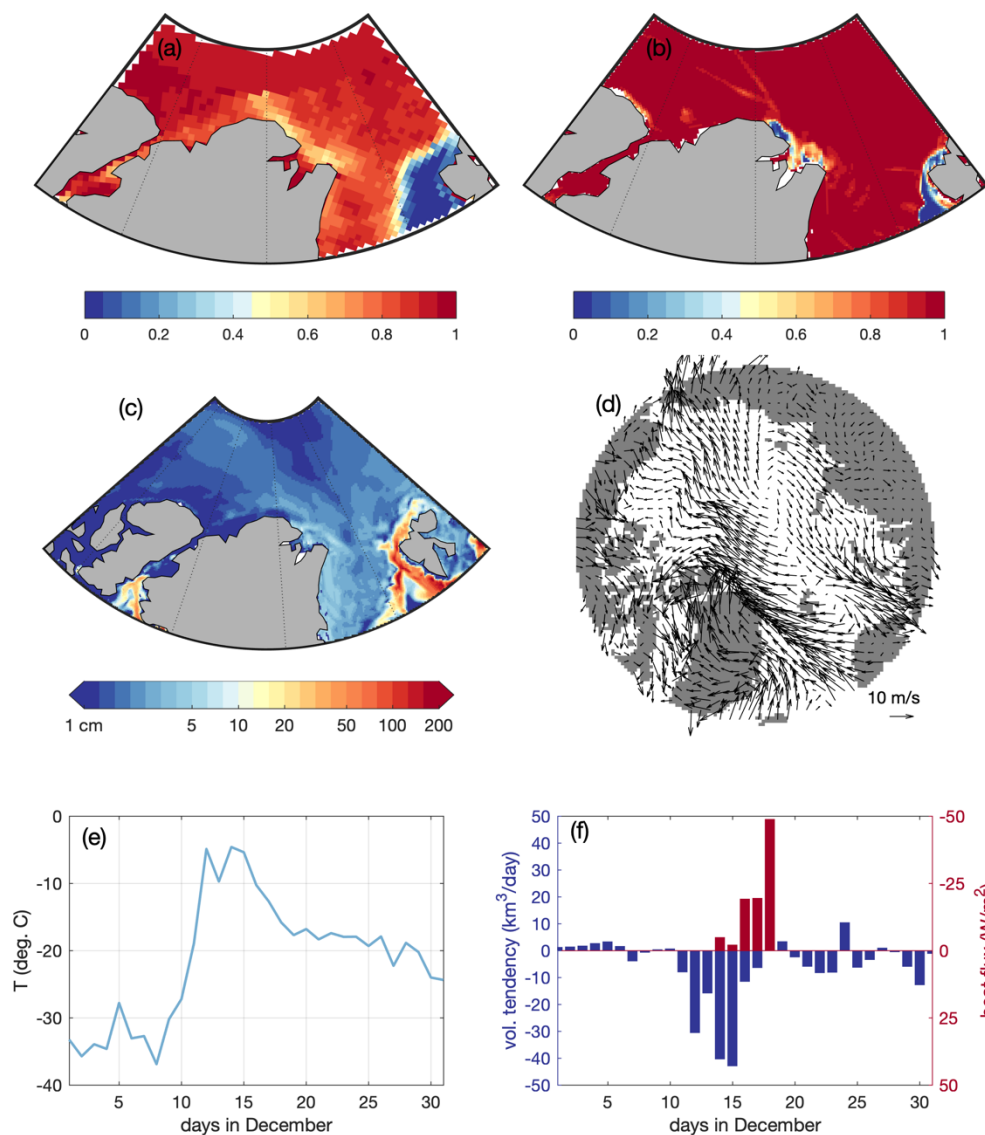 (a)
(b)
0 0.2 0.4 0.6 0.8 1
0 0.2 0.4 0.6 0.8 1
(c)
(d)
1 cm 5 10 20 50 100 200
10 m/s
(e)
0
-10
-20
-30
-40
T (deg. C)
5 10 15 20 25 30
days in December
(f)
50
40
30
20
10
0
-10
-20
-30
-40
-50
vol. tendency (km³/day)
-50
-25
0
25
50
5 10 15 20 25 30
days in December